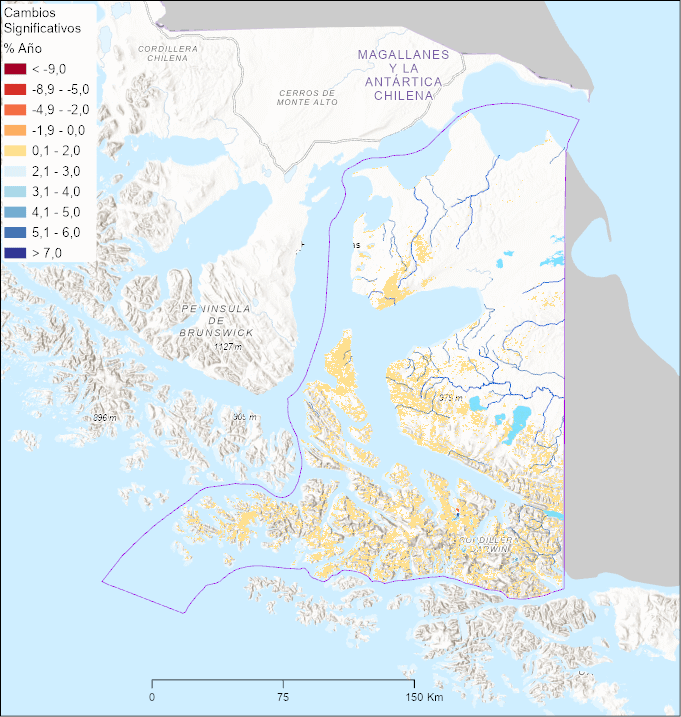 Cambios
Significativos
% Año
< -9,0
-8,9 - -5,0
-4,9 - -2,0
-1,9 - 0,0
0,1 - 2,0
2,1 - 3,0
3,1 - 4,0
4,1 - 5,0
5,1 - 6,0
> 7,0
CORDILLERA
CHILENA
MAGALLANES
Y LA
ANTÁRTICA
CHILENA
CERROS DE
MONTE ALTO
as
PENINSULA
DE
BRUNSWICK
1127 m
896 m
905 m
975 m
DARWIN
0
75
150 Km